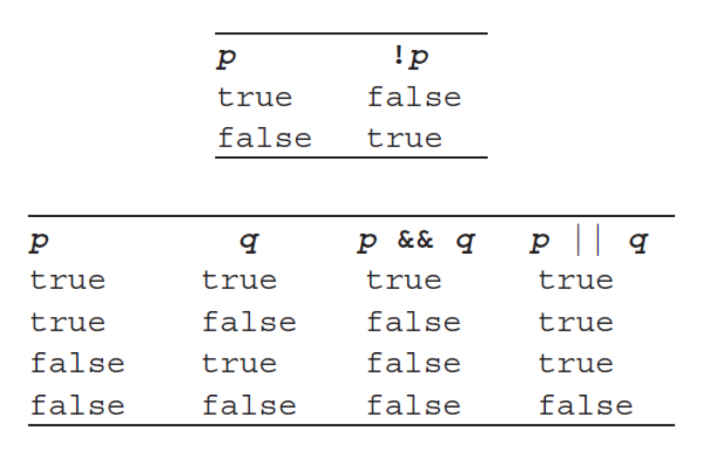 p !p
true false
false true
p q p && q p || q
true true true true
true false false true
false true false true
false false false false